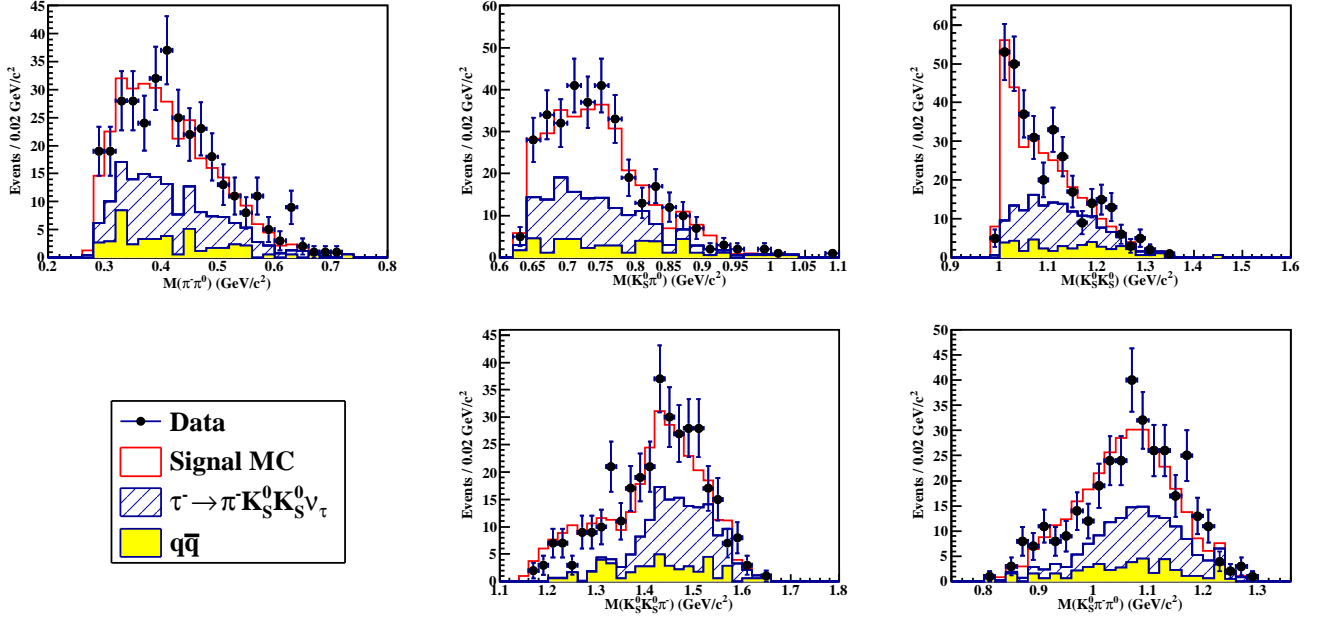 Events / 0.02 GeV/c²
45
40
35
30
25
20
15
10
5
0
0.2 0.3 0.4 0.5 0.6 0.7 0.8
M(π⁻π⁰) (GeV/c²)
Events / 0.02 GeV/c²
60
50
40
30
20
10
0
0.6 0.65 0.7 0.75 0.8 0.85 0.9 0.95 1 1.05 1.1
M(K⁰_Sπ⁰) (GeV/c²)
Events / 0.02 GeV/c²
60
50
40
30
20
10
0
0.9 1 1.1 1.2 1.3 1.4 1.5 1.6
M(K⁰_SK⁰_S) (GeV/c²)
Data
Signal MC
τ⁻→π⁻K⁰_SK⁰_Sν_τ
qq̅
Events / 0.02 GeV/c²
45
40
35
30
25
20
15
10
5
0
1.1 1.2 1.3 1.4 1.5 1.6 1.7 1.8
M(K⁰_SK⁰_Sπ⁻) (GeV/c²)
Events / 0.02 GeV/c²
50
45
40
35
30
25
20
15
10
5
0
0.8 0.9 1 1.1 1.2 1.3
M(K⁰_Sπ⁻π⁰) (GeV/c²)